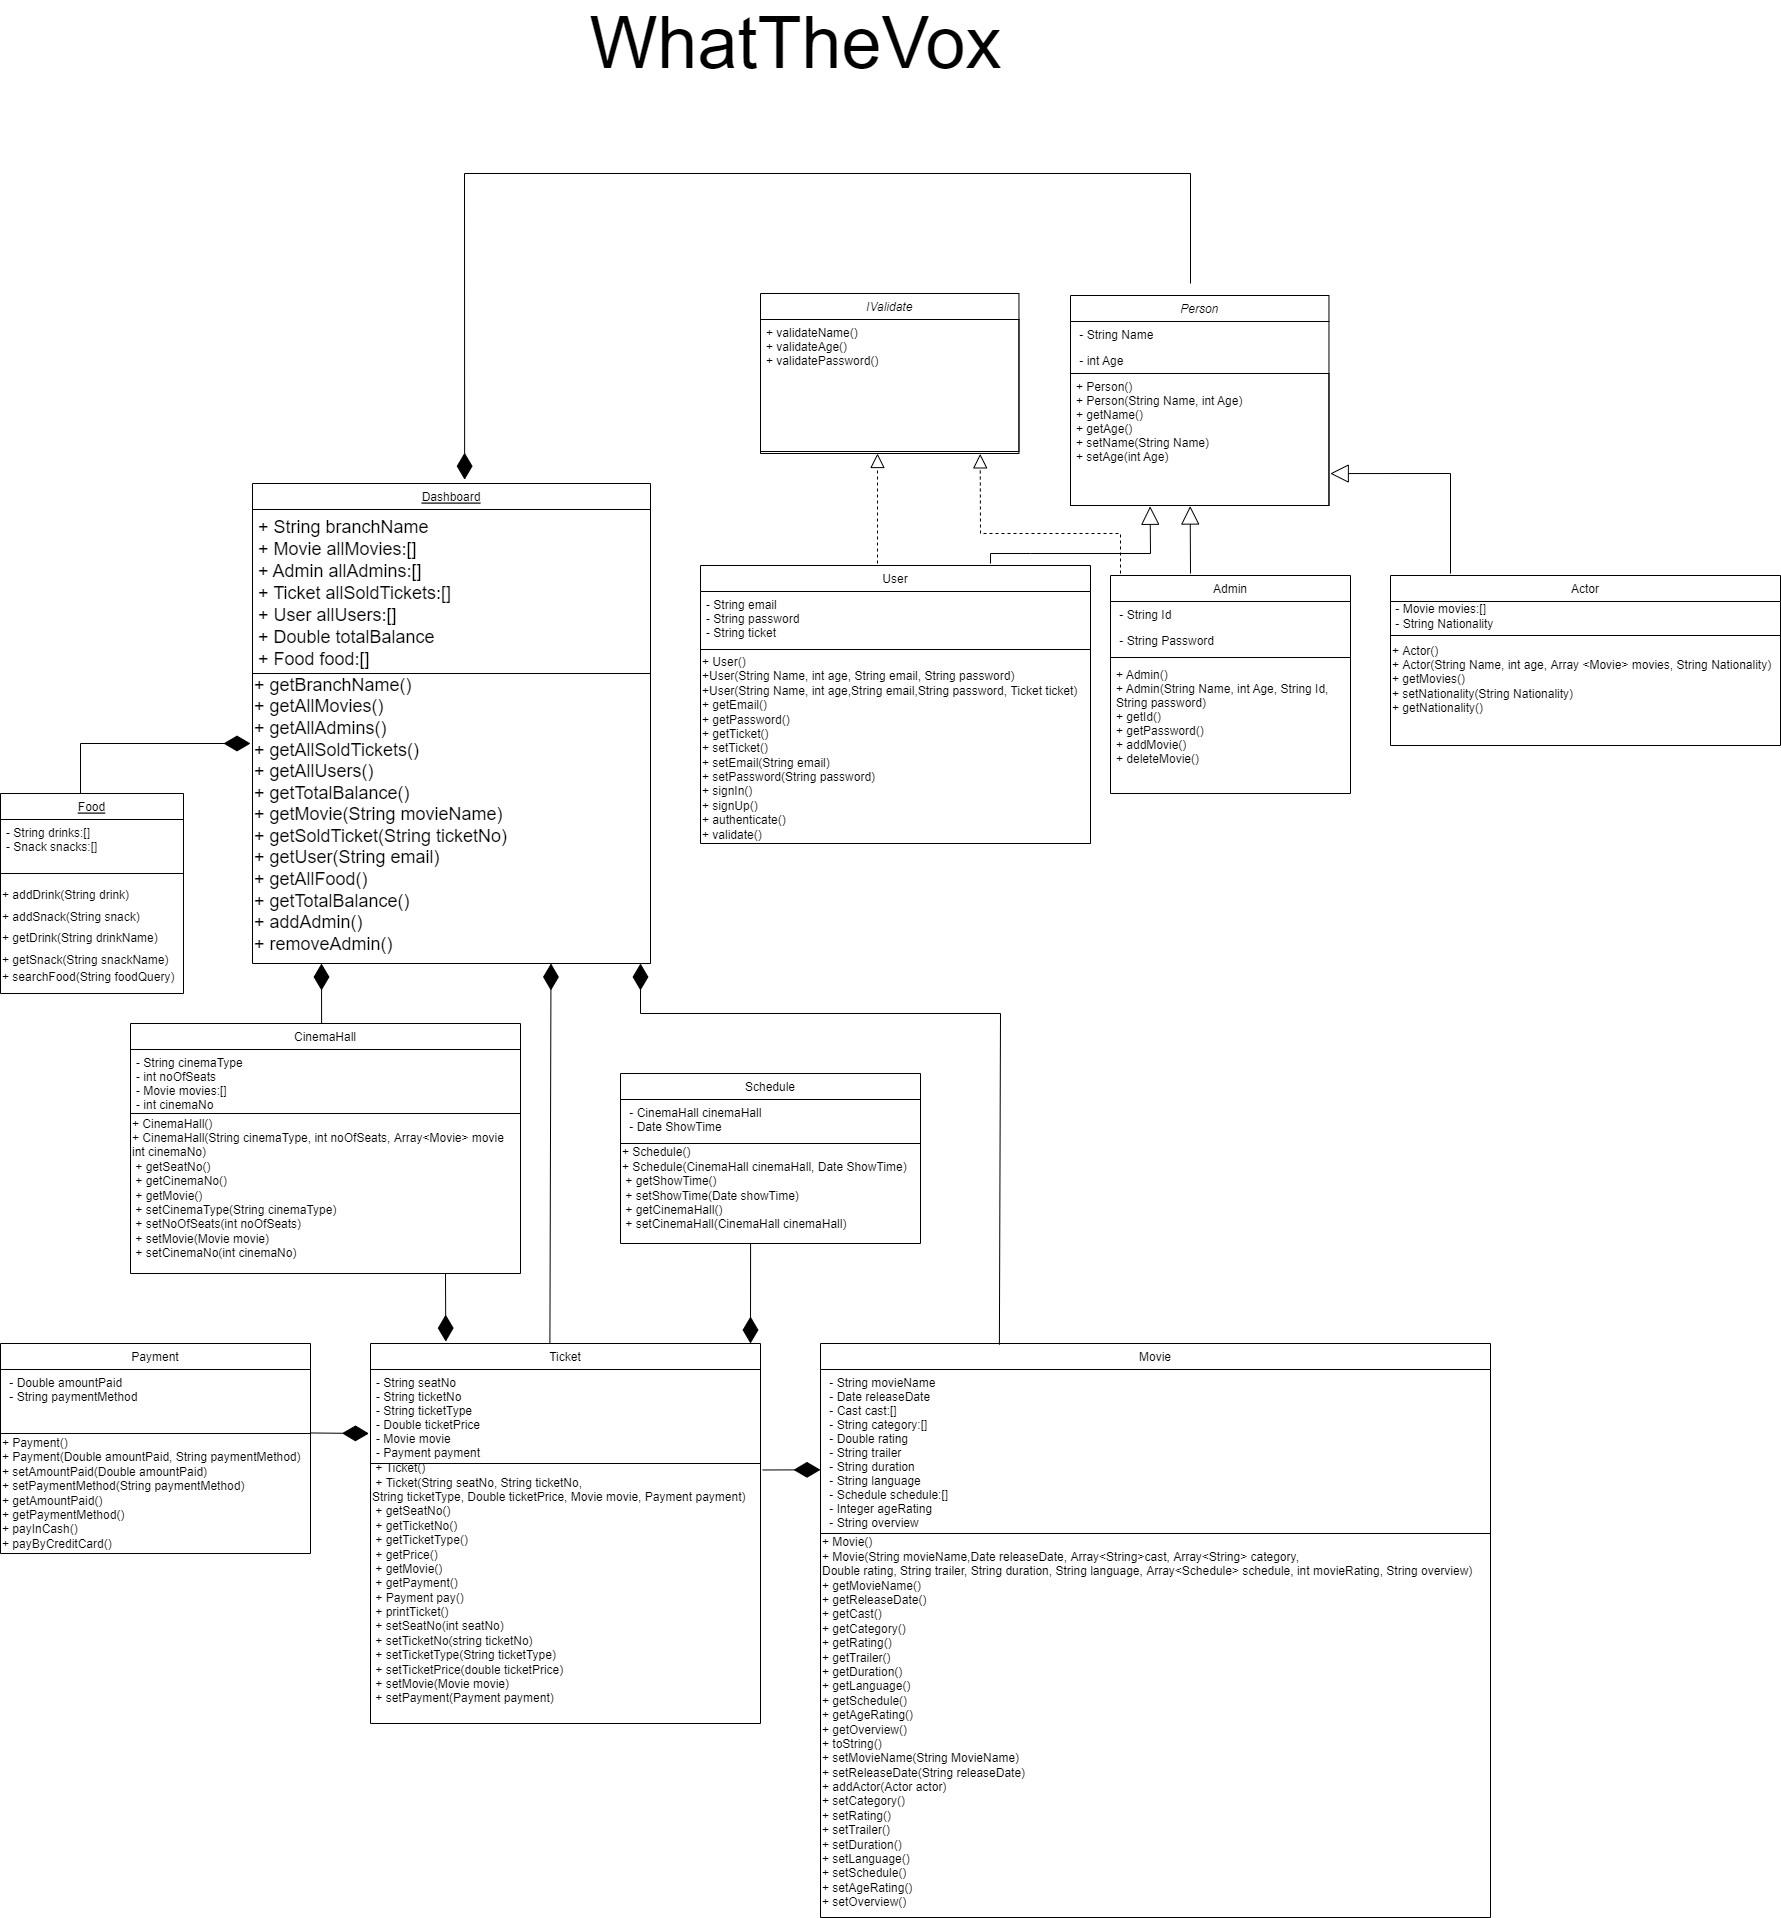 WhatTheVox
IValidate
+ validateName()
+ validateAge()
+ validatePassword()
Person
- String Name
- int Age
+ Person()
+ Person(String Name, int Age)
+ getName()
+ getAge()
+ setName(String Name)
+ setAge(int Age)
Dashboard
+ String branchName
+ Movie allMovies:[]
+ Admin allAdmins:[]
+ Ticket allSoldTickets:[]
+ User allUsers:[]
+ Double totalBalance
+ Food food:[]
+ getBranchName()
+ getAllMovies()
+ getAllAdmins()
+ getAllSoldTickets()
+ getAllUsers()
+ getTotalBalance()
+ getMovie(String movieName)
+ getSoldTicket(String ticketNo)
+ getUser(String email)
+ getAllFood()
+ getTotalBalance()
+ addAdmin()
+ removeAdmin()
User
- String email
- String password
- String ticket
+ User()
+User(String Name, int age, String email, String password)
+User(String Name, int age,String email,String password, Ticket ticket)
+ getEmail()
+ getPassword()
+ getTicket()
+ setTicket()
+ setEmail(String email)
+ setPassword(String password)
+ signIn()
+ signUp()
+ authenticate()
+ validate()
Admin
- String Id
- String Password
+ Admin()
+ Admin(String Name, int Age, String Id,
String password)
+ getId()
+ getPassword()
+ addMovie()
+ deleteMovie()
Actor
- Movie movies:[]
- String Nationality
+ Actor()
+ Actor(String Name, int age, Array <Movie> movies, String Nationality)
+ getMovies()
+ setNationality(String Nationality)
+ getNationality()
Food
- String drinks:[]
- Snack snacks:[]
+ addDrink(String drink)
+ addSnack(String snack)
+ getDrink(String drinkName)
+ getSnack(String snackName)
+ searchFood(String foodQuery)
CinemaHall
- String cinemaType
- int noOfSeats
- Movie movies:[]
- int cinemaNo
+ CinemaHall()
+ CinemaHall(String cinemaType, int noOfSeats, Array<Movie> movie
int cinemaNo)
+ getSeatNo()
+ getCinemaNo()
+ getMovie()
+ setCinemaType(String cinemaType)
+ setNoOfSeats(int noOfSeats)
+ setMovie(Movie movie)
+ setCinemaNo(int cinemaNo)
Schedule
- CinemaHall cinemaHall
- Date ShowTime
+ Schedule()
+ Schedule(CinemaHall cinemaHall, Date ShowTime)
+ getShowTime()
+ setShowTime(Date showTime)
+ getCinemaHall()
+ setCinemaHall(CinemaHall cinemaHall)
Payment
- Double amountPaid
- String paymentMethod
+ Payment()
+ Payment(Double amountPaid, String paymentMethod)
+ setAmountPaid(Double amountPaid)
+ setPaymentMethod(String paymentMethod)
+ getAmountPaid()
+ getPaymentMethod()
+ payInCash()
+ payByCreditCard()
Ticket
- String seatNo
- String ticketNo
- String ticketType
- Double ticketPrice
- Movie movie
- Payment payment
+ Ticket()
+ Ticket(String seatNo, String ticketNo,
String ticketType, Double ticketPrice, Movie movie, Payment payment)
+ getSeatNo()
+ getTicketNo()
+ getTicketType()
+ getPrice()
+ getMovie()
+ getPayment()
+ Payment pay()
+ printTicket()
+ setSeatNo(int seatNo)
+ setTicketNo(string ticketNo)
+ setTicketType(String ticketType)
+ setTicketPrice(double ticketPrice)
+ setMovie(Movie movie)
+ setPayment(Payment payment)
Movie
- String movieName
- Date releaseDate
- Cast cast:[]
- String category:[]
- Double rating
- String trailer
- String duration
- String language
- Schedule schedule:[]
- Integer ageRating
- String overview
+ Movie()
+ Movie(String movieName,Date releaseDate, Array<String>cast, Array<String> category,
Double rating, String trailer, String duration, String language, Array<Schedule> schedule, int movieRating, String overview)
+ getMovieName()
+ getReleaseDate()
+ getCast()
+ getCategory()
+ getRating()
+ getTrailer()
+ getDuration()
+ getLanguage()
+ getSchedule()
+ getAgeRating()
+ getOverview()
+ toString()
+ setMovieName(String MovieName)
+ setReleaseDate(String releaseDate)
+ addActor(Actor actor)
+ setCategory()
+ setRating()
+ setTrailer()
+ setDuration()
+ setLanguage()
+ setSchedule()
+ setAgeRating()
+ setOverview()